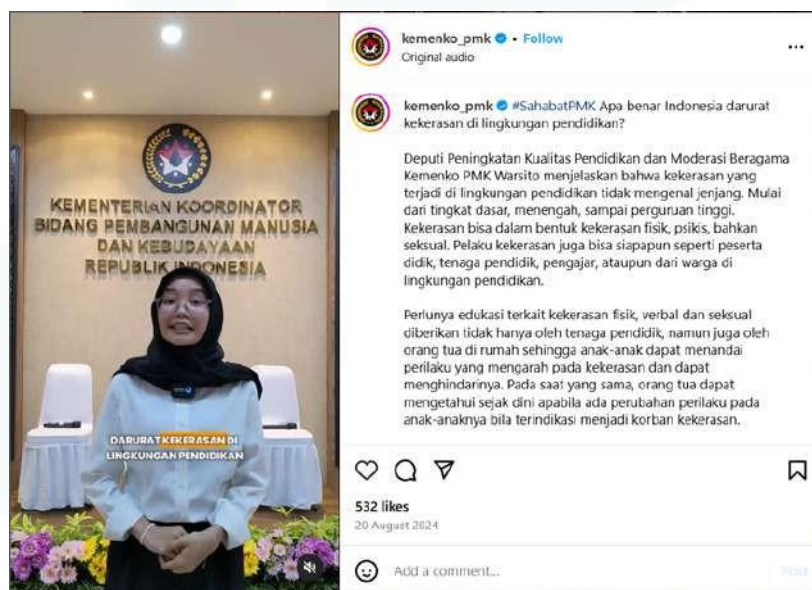 KEMENTERIAN KOORDINATOR
BIDANG PEMBANGUNAN MANUSIA
DAN KEBUDAYAAN
REPUBLIK INDONESIA
DARURAT KEKERASAN DI
LINGKUNGAN PENDIDIKAN
kemenko_pmk • Follow
Original audio
kemenko_pmk #SahabatPMK Apa benar Indonesia darurat
kekerasan di lingkungan pendidikan?
Deputi Peningkatan Kualitas Pendidikan dan Moderasi Beragama
Kemenko PMK Warsito menjelaskan bahwa kekerasan yang
terjadi di lingkungan pendidikan tidak mengenal jenjang. Mulai
dari tingkat dasar, menengah, sampai perguruan tinggi.
Kekerasan bisa dalam bentuk kekerasan fisik, psikis, bahkan
seksual. Pelaku kekerasan juga bisa siapapun seperti peserta
didik, tenaga pendidik, pengajar, ataupun dari warga di
lingkungan pendidikan.
Perlunya edukasi terkait kekerasan fisik, verbal dan seksual
diberikan tidak hanya oleh tenaga pendidik, namun juga oleh
orang tua di rumah sehingga anak-anak dapat menandai
perilaku yang mengarah pada kekerasan dan dapat
menghindarinya. Pada saat yang sama, orang tua dapat
mengetahui sejak dini apabila ada perubahan perilaku pada
anak-anaknya bila terindikasi menjadi korban kekerasan.
532 likes
20 August 2024
Add a comment...
Post